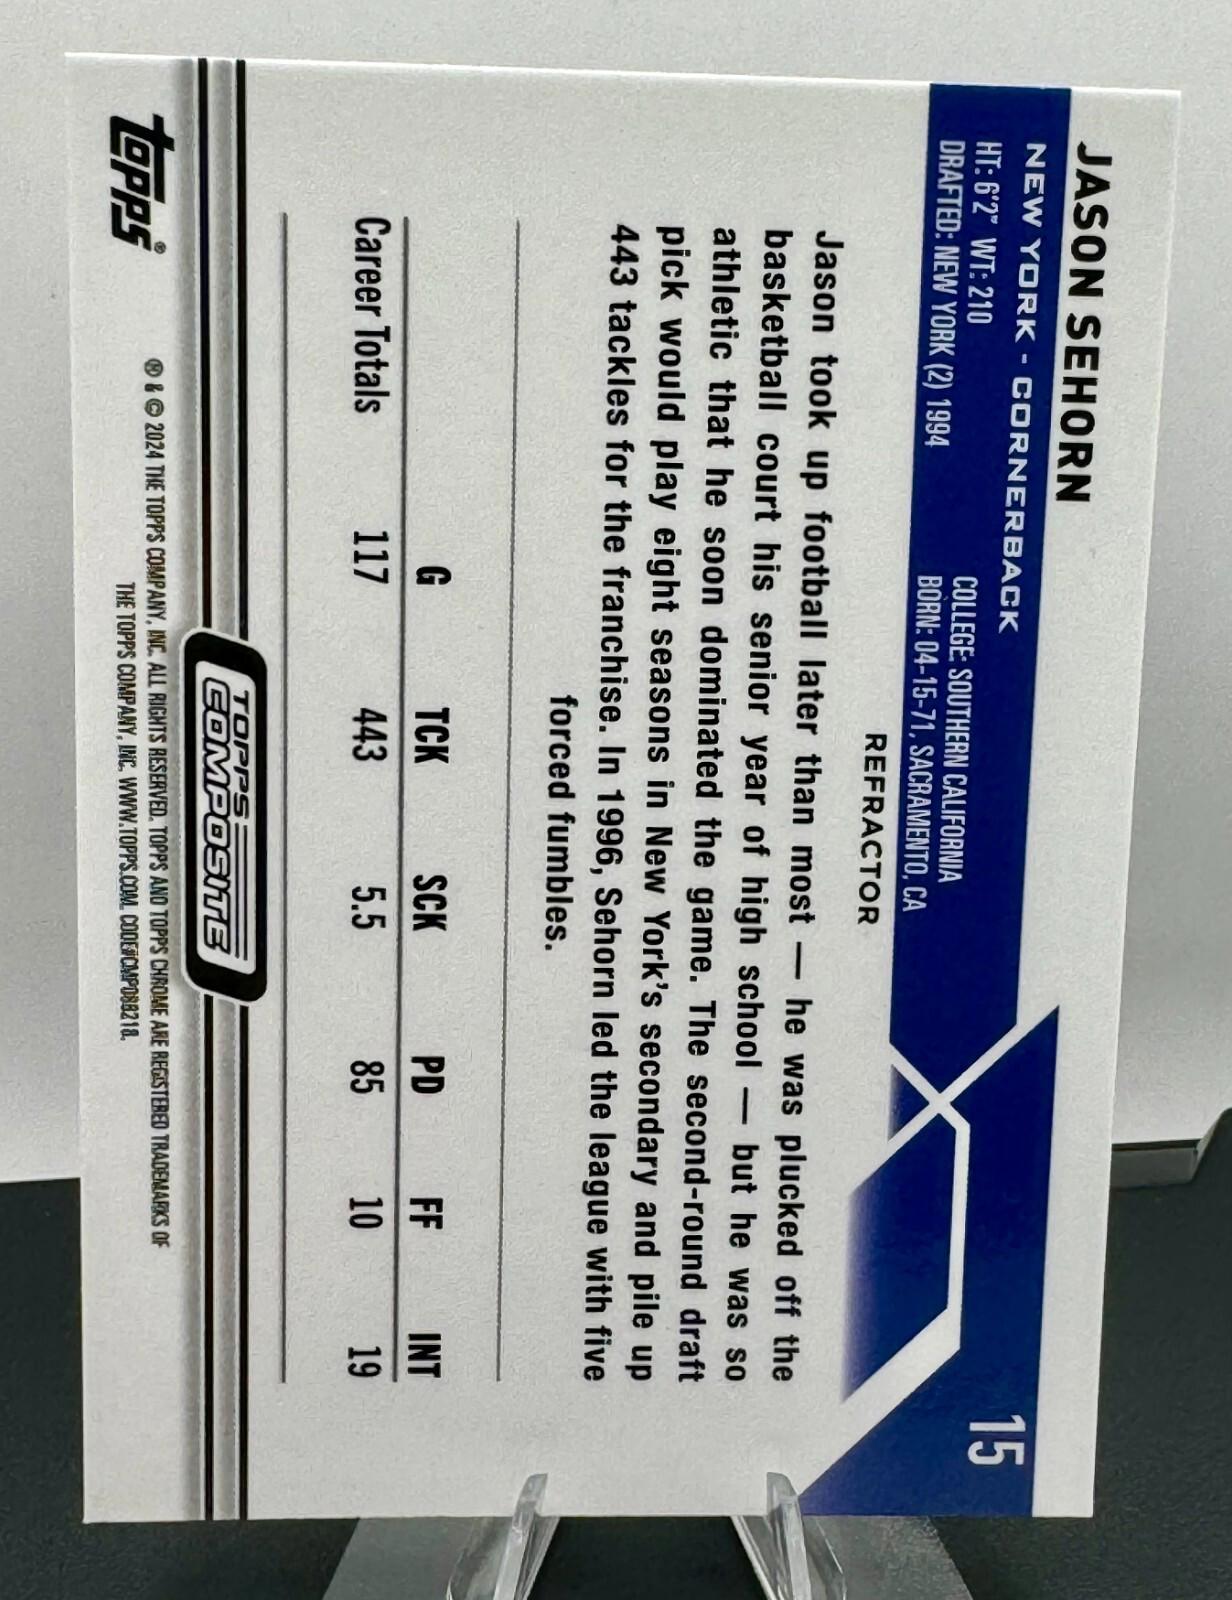 JASON SEHORN
NEW YORK - CORNERBACK
HT: 6'2" WT: 210
COLLEGE: SOUTHERN CALIFORNIA
DRAFTED: NEW YORK (2) 1994
BORN: 04-15-71, SACRAMENTO, CA
15
REFRACTOR
Jason took up football later than most — he was plucked off the
basketball court his senior year of high school — but he was so
athletic that he soon dominated the game. The second-round draft
pick would play eight seasons in New York's secondary and pile up
443 tackles for the franchise. In 1996, Sehorn led the league with five
forced fumbles.
G TCK SCK PD FF INT
Career Totals 117 443 5.5 85 10 19
TOPPS
COMPOSITE
topps®
® & © 2024 THE TOPPS COMPANY, INC. ALL RIGHTS RESERVED. TOPPS AND TOPPS CHROME ARE REGISTERED TRADEMARKS OF
THE TOPPS COMPANY, INC. WWW.TOPPS.COM. CODE#CMP088218.